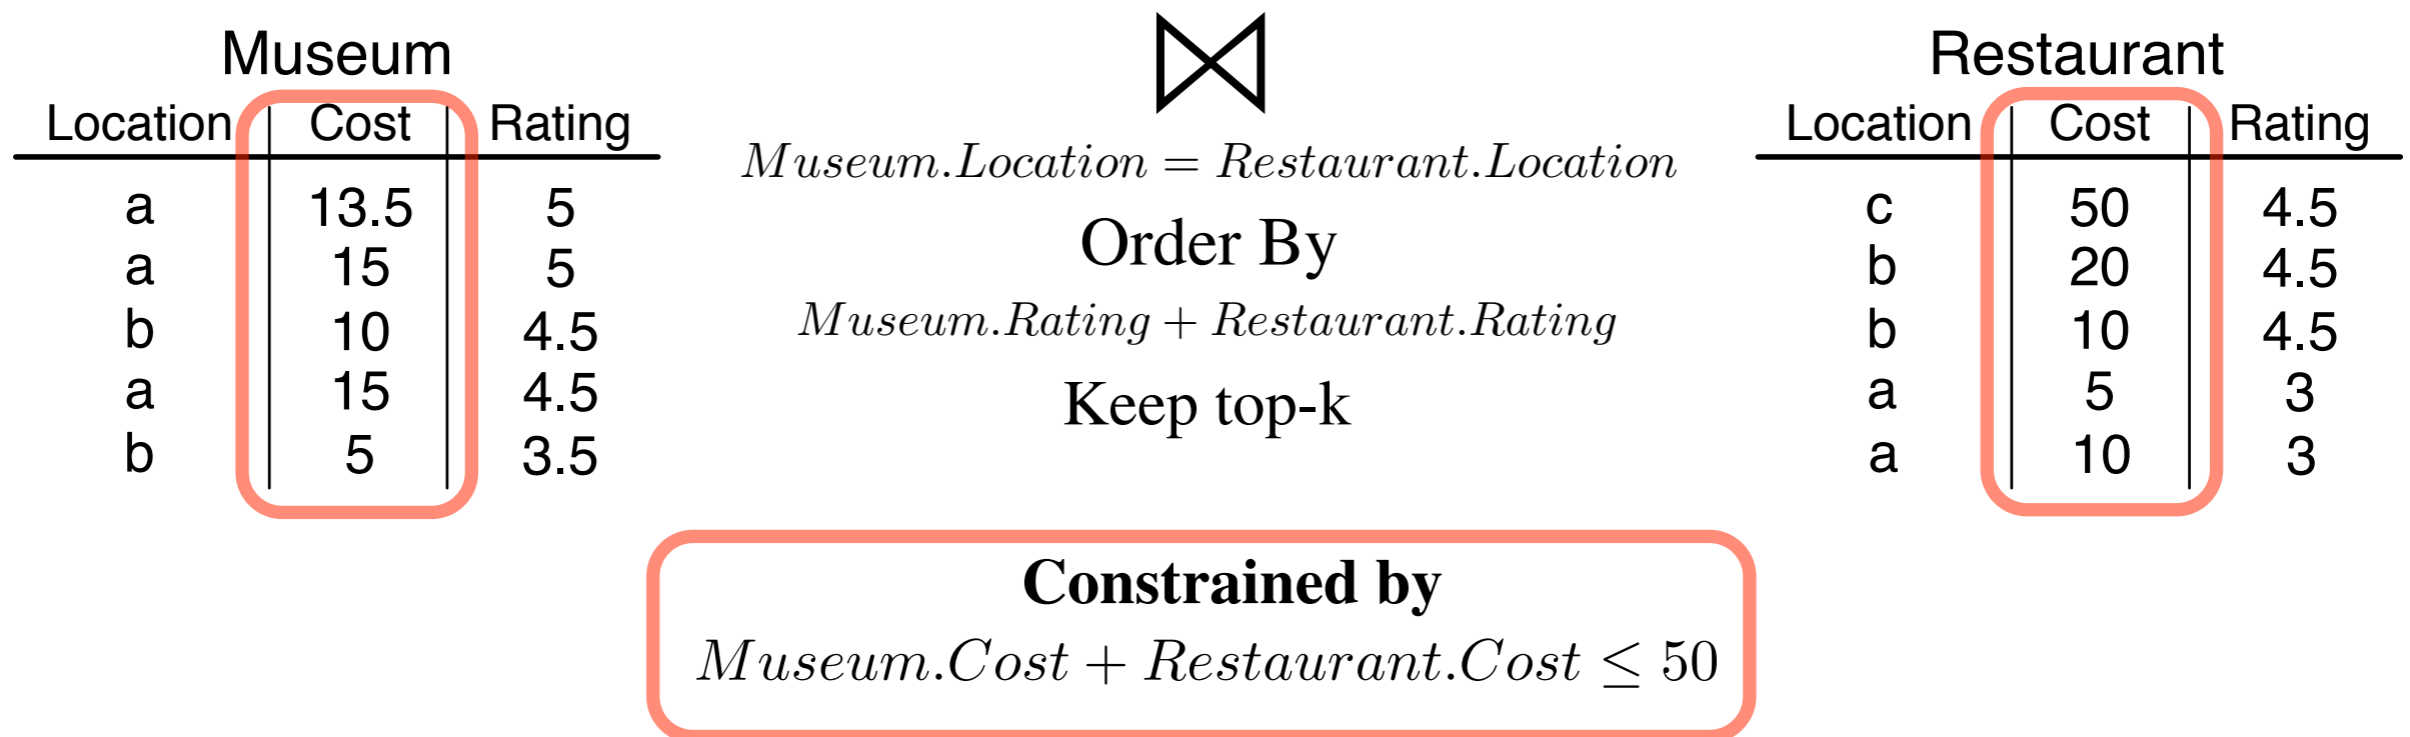 Museum
Location Cost Rating
a 13.5 5
a 15 5
b 10 4.5
a 15 4.5
b 5 3.5
⋈
Museum.Location = Restaurant.Location
Order By
Museum.Rating + Restaurant.Rating
Keep top-k
Restaurant
Location Cost Rating
c 50 4.5
b 20 4.5
b 10 4.5
a 5 3
a 10 3
Constrained by
Museum.Cost + Restaurant.Cost ≤ 50